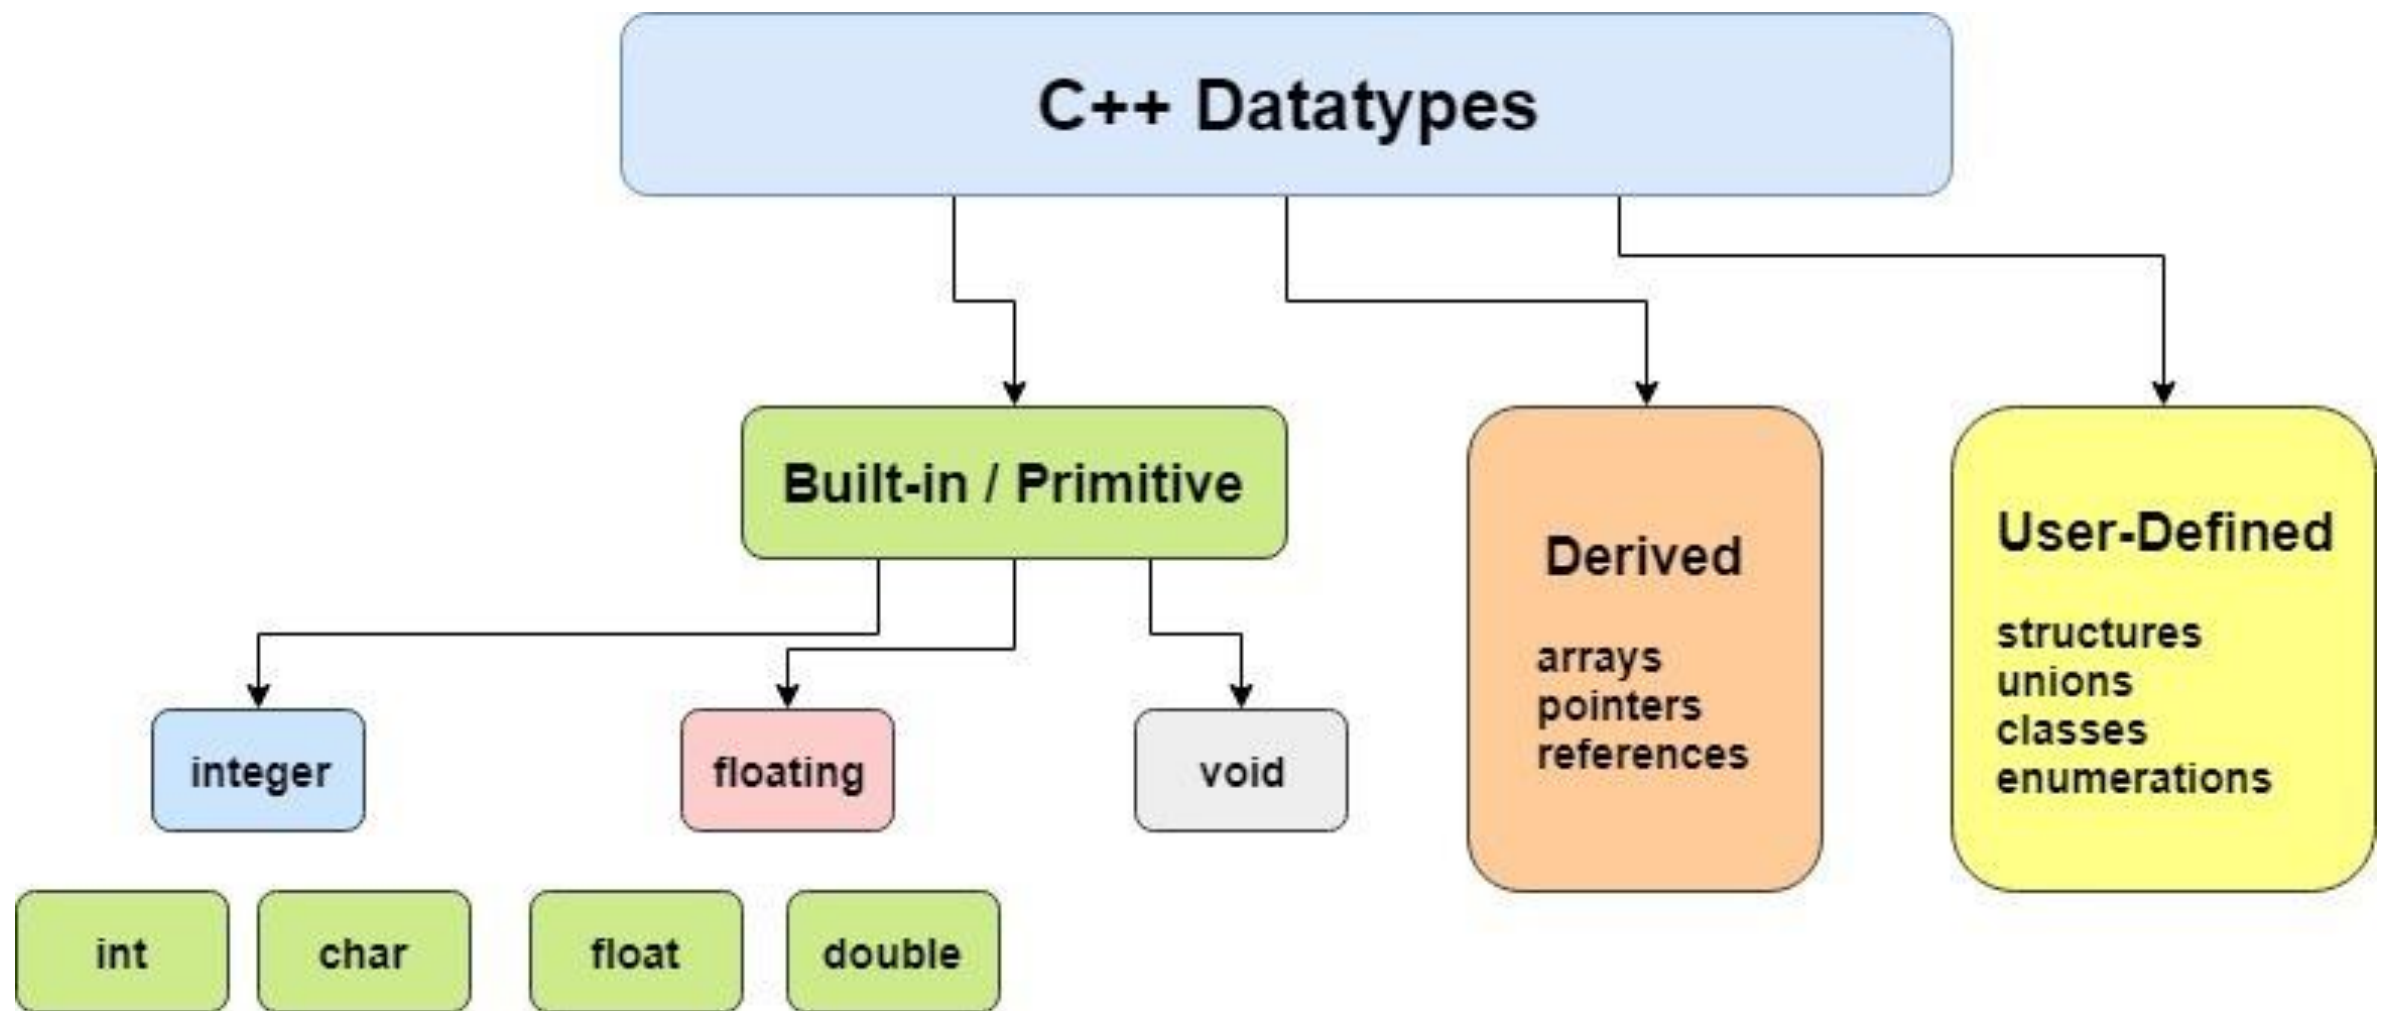 C++ Datatypes
Built-in / Primitive
Derived
arrays
pointers
references
User-Defined
structures
unions
classes
enumerations
integer
floating
void
int
char
float
double